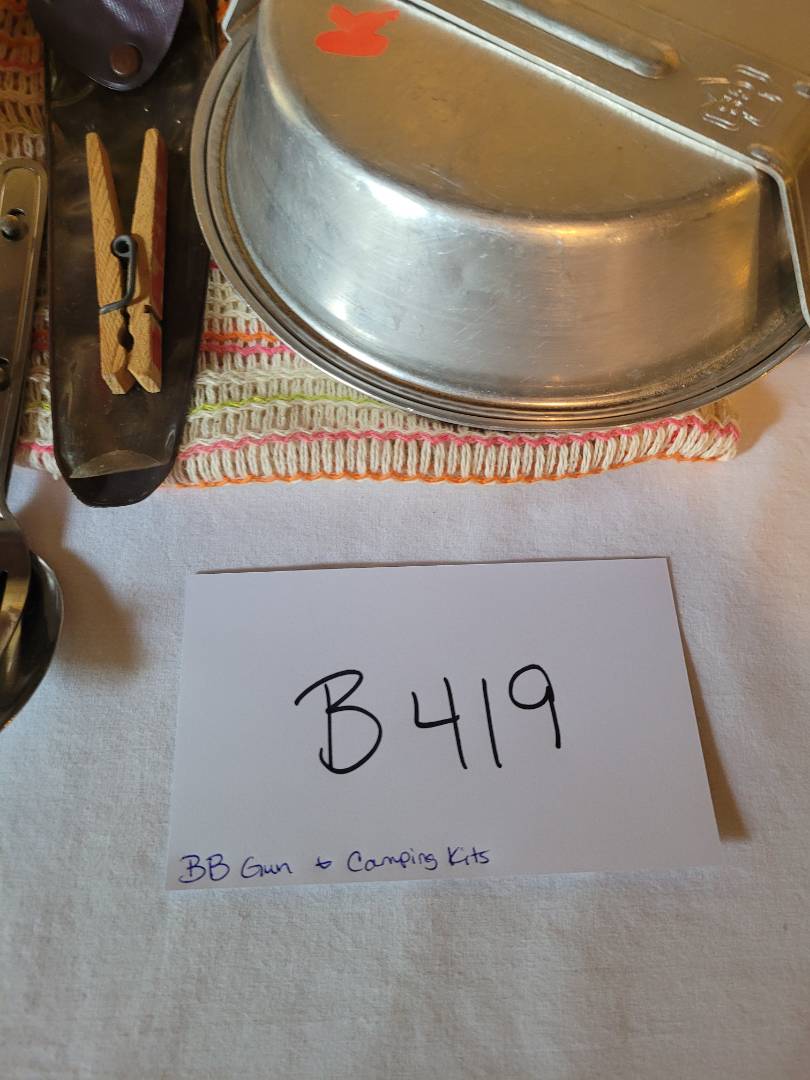 B419
BB Gun & Camping Kits